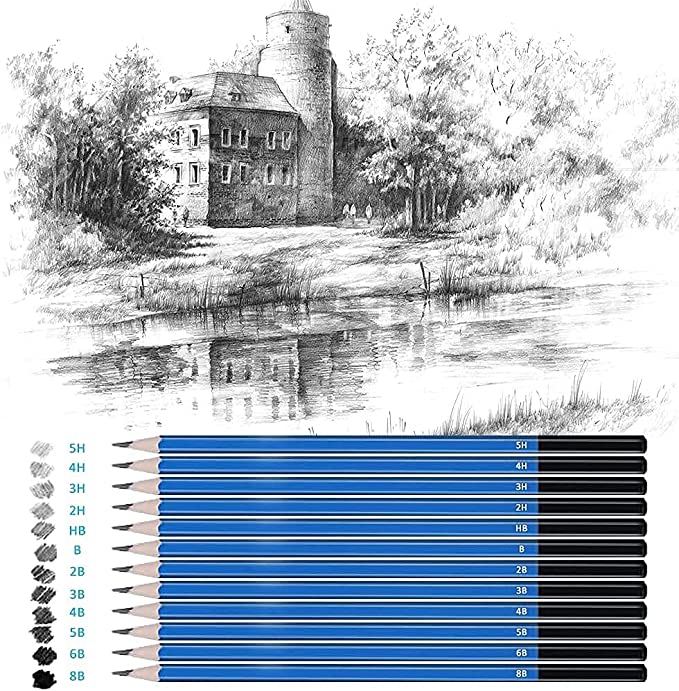 5H 5H
4H 4H
3H 3H
2H 2H
HB HB
B B
2B 2B
3B 3B
4B 4B
5B 5B
6B 6B
8B 8B